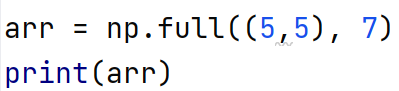 arr = np.full((5,5), 7)
print(arr)